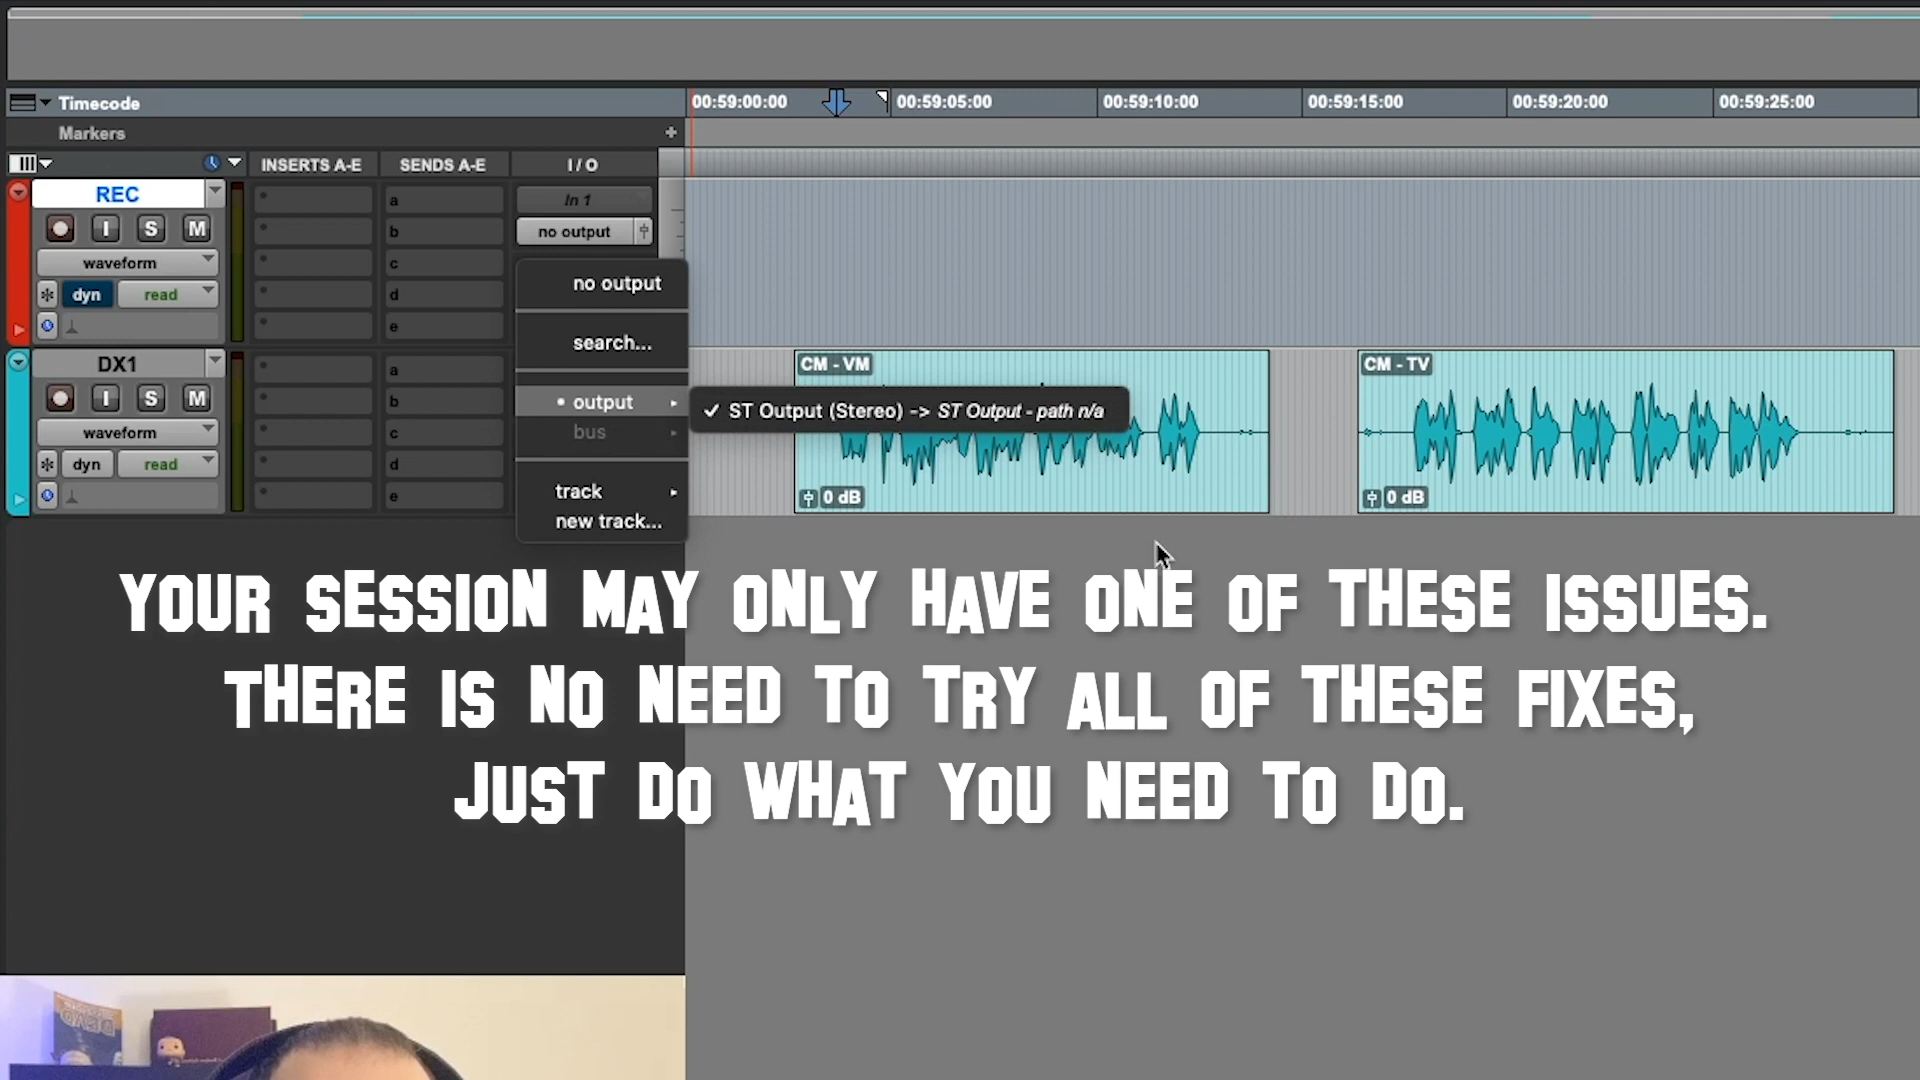 Timecode
00:59:00:00
00:59:05:00
00:59:10:00
00:59:15:00
00:59:20:00
00:59:25:00
Markers
INSERTS A-E
SENDS A-E
I / O
REC
a
In 1
I S M
b
no output
waveform
c
no output
dyn
read
d
e
search...
DX1
a
CM - VM
CM - TV
I S M
b
• output
✓ ST Output (Stereo) -> ST Output - path n/a
waveform
c
bus
dyn
read
d
e
track
0 dB
0 dB
new track...
YOUR SESSION MAY ONLY HAVE ONE OF THESE ISSUES.
THERE IS NO NEED TO TRY ALL OF THESE FIXES,
JUST DO WHAT YOU NEED TO DO.